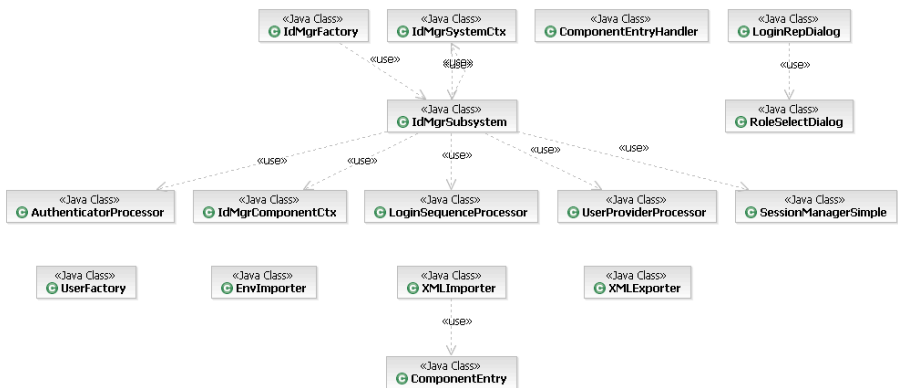 «Java Class»
IdMgrFactory
«Java Class»
IdMgrSystemCtx
«Java Class»
ComponentEntryHandler
«Java Class»
LoginRepDialog
«use»
«use»
«use»
«use»
«Java Class»
IdMgrSubsystem
«Java Class»
RoleSelectDialog
«use»
«use»
«use»
«use»
«use»
«Java Class»
AuthenticatorProcessor
«Java Class»
IdMgrComponentCtx
«Java Class»
LoginSequenceProcessor
«Java Class»
UserProviderProcessor
«Java Class»
SessionManagerSimple
«Java Class»
UserFactory
«Java Class»
EnvImporter
«Java Class»
XMLImporter
«Java Class»
XMLExporter
«use»
«Java Class»
ComponentEntry